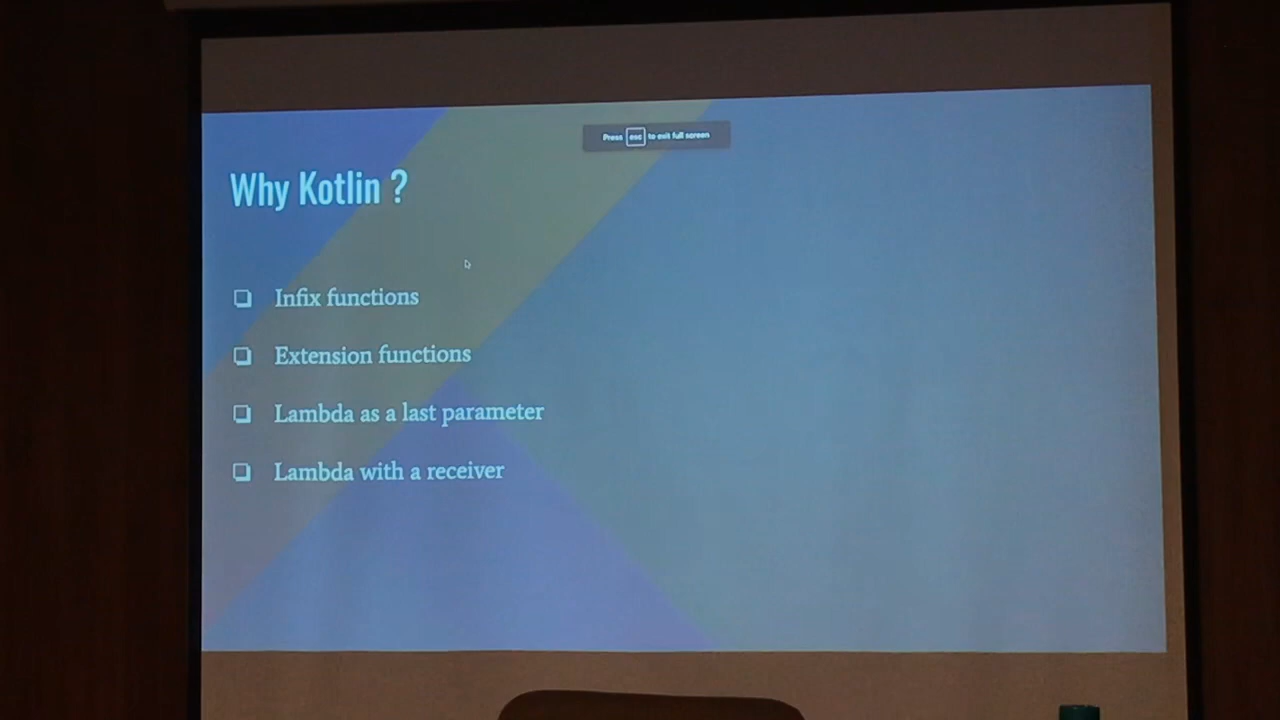 Press esc to exit full screen
Why Kotlin ?
Infix functions
Extension functions
Lambda as a last parameter
Lambda with a receiver